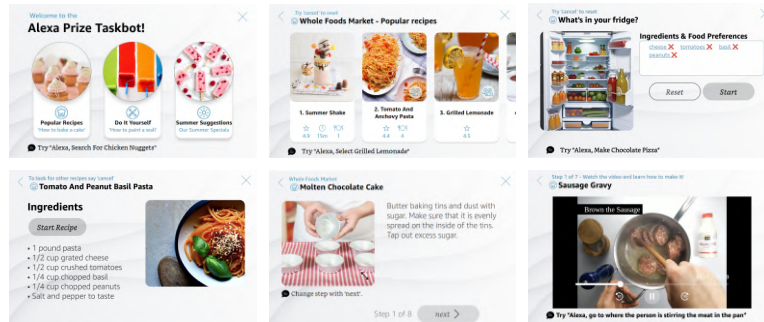 Welcome to the
Alexa Prize Taskbot!
Popular Recipes
"How to bake a cake"
Do It Yourself
"How to paint a wall"
Summer Suggestions
Our Summer Specials
Try "Alexa, Search For Chicken Nuggets"
Try 'cancel' to reset
Whole Foods Market - Popular recipes
1. Summer Shake
4.9 15m 1
2. Tomato And
Anchovy Pasta
4.4 4
3. Grilled Lemonade
4.5
Try "Alexa, Select Grilled Lemonade"
Try 'cancel' to reset
What's in your fridge?
Ingredients & Food Preferences
cheese ❌ tomatoes ❌ basil ❌
peanuts ❌
Reset
Start
Try "Alexa, Make Chocolate Pizza"
To look for other recipes say 'cancel'
Tomato And Peanut Basil Pasta
Ingredients
Start Recipe
• 1 pound pasta
• 1/2 cup grated cheese
• 1/2 cup crushed tomatoes
• 1/4 cup chopped basil
• 1/4 cup chopped peanuts
• Salt and pepper to taste
Whole Foods Market
Molten Chocolate Cake
Butter baking tins and dust with
sugar. Make sure that it is evenly
spread on the inside of the tins.
Tap out excess sugar.
Change step with 'next'.
Step 1 of 8
next >
Step 1 of 7 - Watch the video and learn how to make it!
Sausage Gravy
Brown the Sausage
Try "Alexa, go to where the person is stirring the meat in the pan"